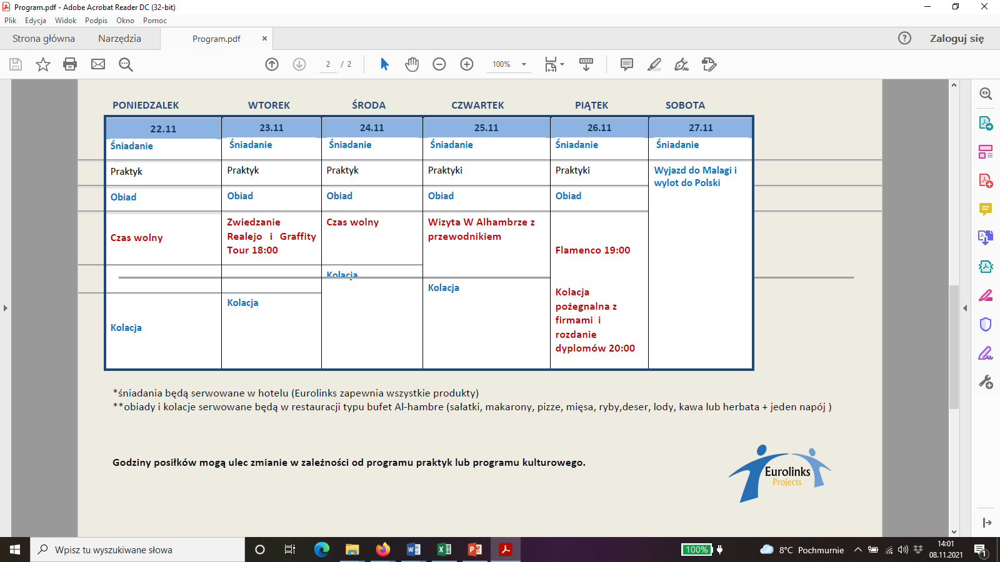 Program.pdf - Adobe Acrobat Reader DC (32-bit)
Plik Edycja Widok Podpis Okno Pomoc
Strona główna Narzędzia Program.pdf Zaloguj się
2 / 2 100%
PONIEDZALEK WTOREK ŚRODA CZWARTEK PIĄTEK SOBOTA
22.11 23.11 24.11 25.11 26.11 27.11
Śniadanie Śniadanie Śniadanie Śniadanie Śniadanie Śniadanie
Praktyk Praktyk Praktyk Praktyki Praktyki Wyjazd do Malagi i
wylot do Polski
Obiad Obiad Obiad Obiad Obiad
Czas wolny
Zwiedzanie
Realejo i Graffity
Tour 18:00
Czas wolny
Wizyta W Alhambrze z
przewodnikiem
Flamenco 19:00
Kolacja
Kolacja
Kolacja
Kolacja
Kolacja
pożegnalna z
firmami i
rozdanie
dyplomów 20:00
*śniadania będą serwowane w hotelu (Eurolinks zapewnia wszystkie produkty)
**obiady i kolacje serwowane będą w restauracji typu bufet Al-hambre (sałatki, makarony, pizze, mięsa, ryby,deser, lody, kawa lub herbata + jeden napój )
Godziny posiłków mogą ulec zmianie w zależności od programu praktyk lub programu kulturowego.
Eurolinks
Projects
Wpisz tu wyszukiwane słowa
100%
8°C Pochmurnie
14:01
08.11.2021
1